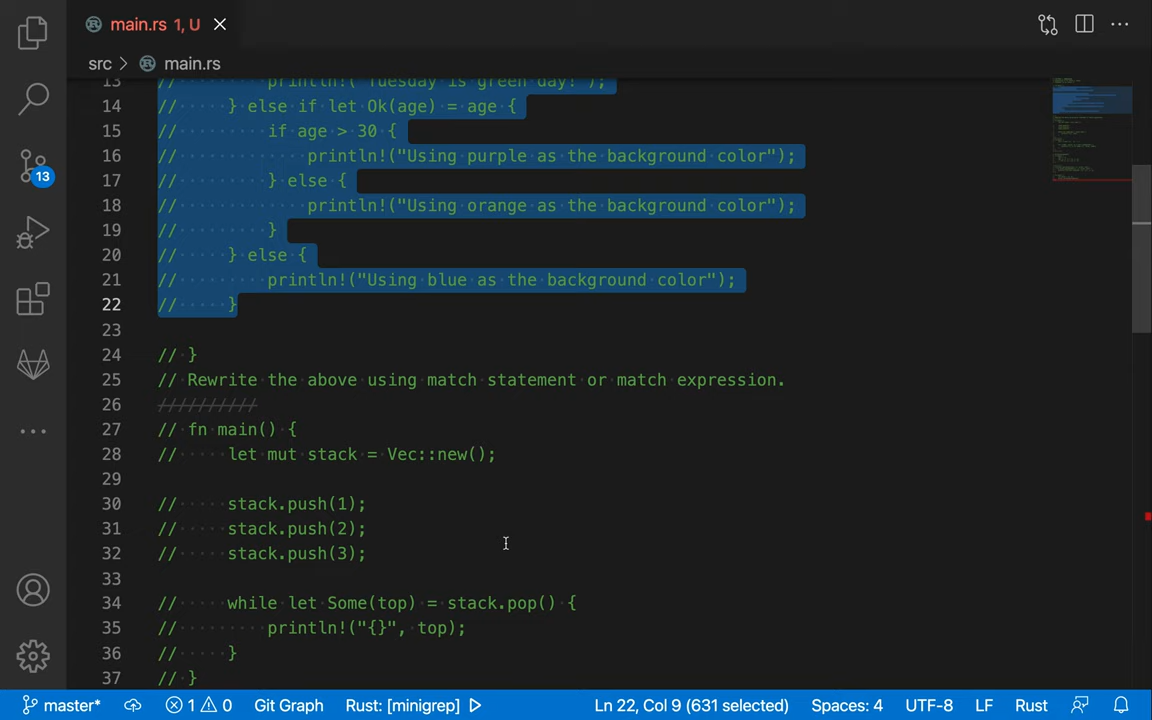 main.rs 1, U
src > main.rs
13 // println!("Tuesday is green day!");
14 // } else if let Ok(age) = age {
15 // if age > 30 {
16 // println!("Using purple as the background color");
17 // } else {
18 // println!("Using orange as the background color");
19 // }
20 // } else {
21 // println!("Using blue as the background color");
22 // }
23
24 // }
25 // Rewrite the above using match statement or match expression.
26 //////////
27 // fn main() {
28 // let mut stack = Vec::new();
29
30 // stack.push(1);
31 // stack.push(2);
32 // stack.push(3);
33
34 // while let Some(top) = stack.pop() {
35 // println!("{}", top);
36 // }
37 // }
13
master* 1 0 Git Graph Rust: [minigrep] Ln 22, Col 9 (631 selected) Spaces: 4 UTF-8 LF Rust